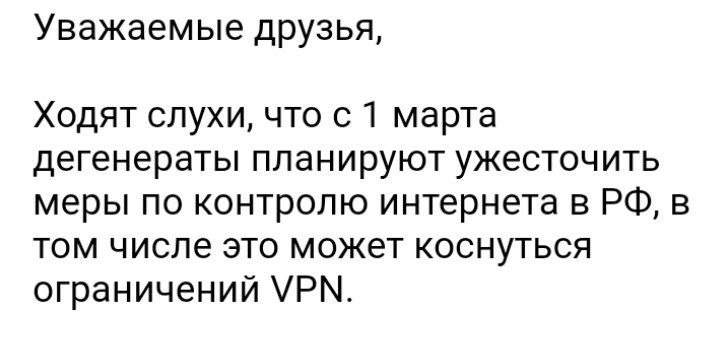 Уважаемые друзья,
Ходят слухи, что с 1 марта
дегенераты планируют ужесточить
меры по контролю интернета в РФ, в
том числе это может коснуться
ограничений VPN.